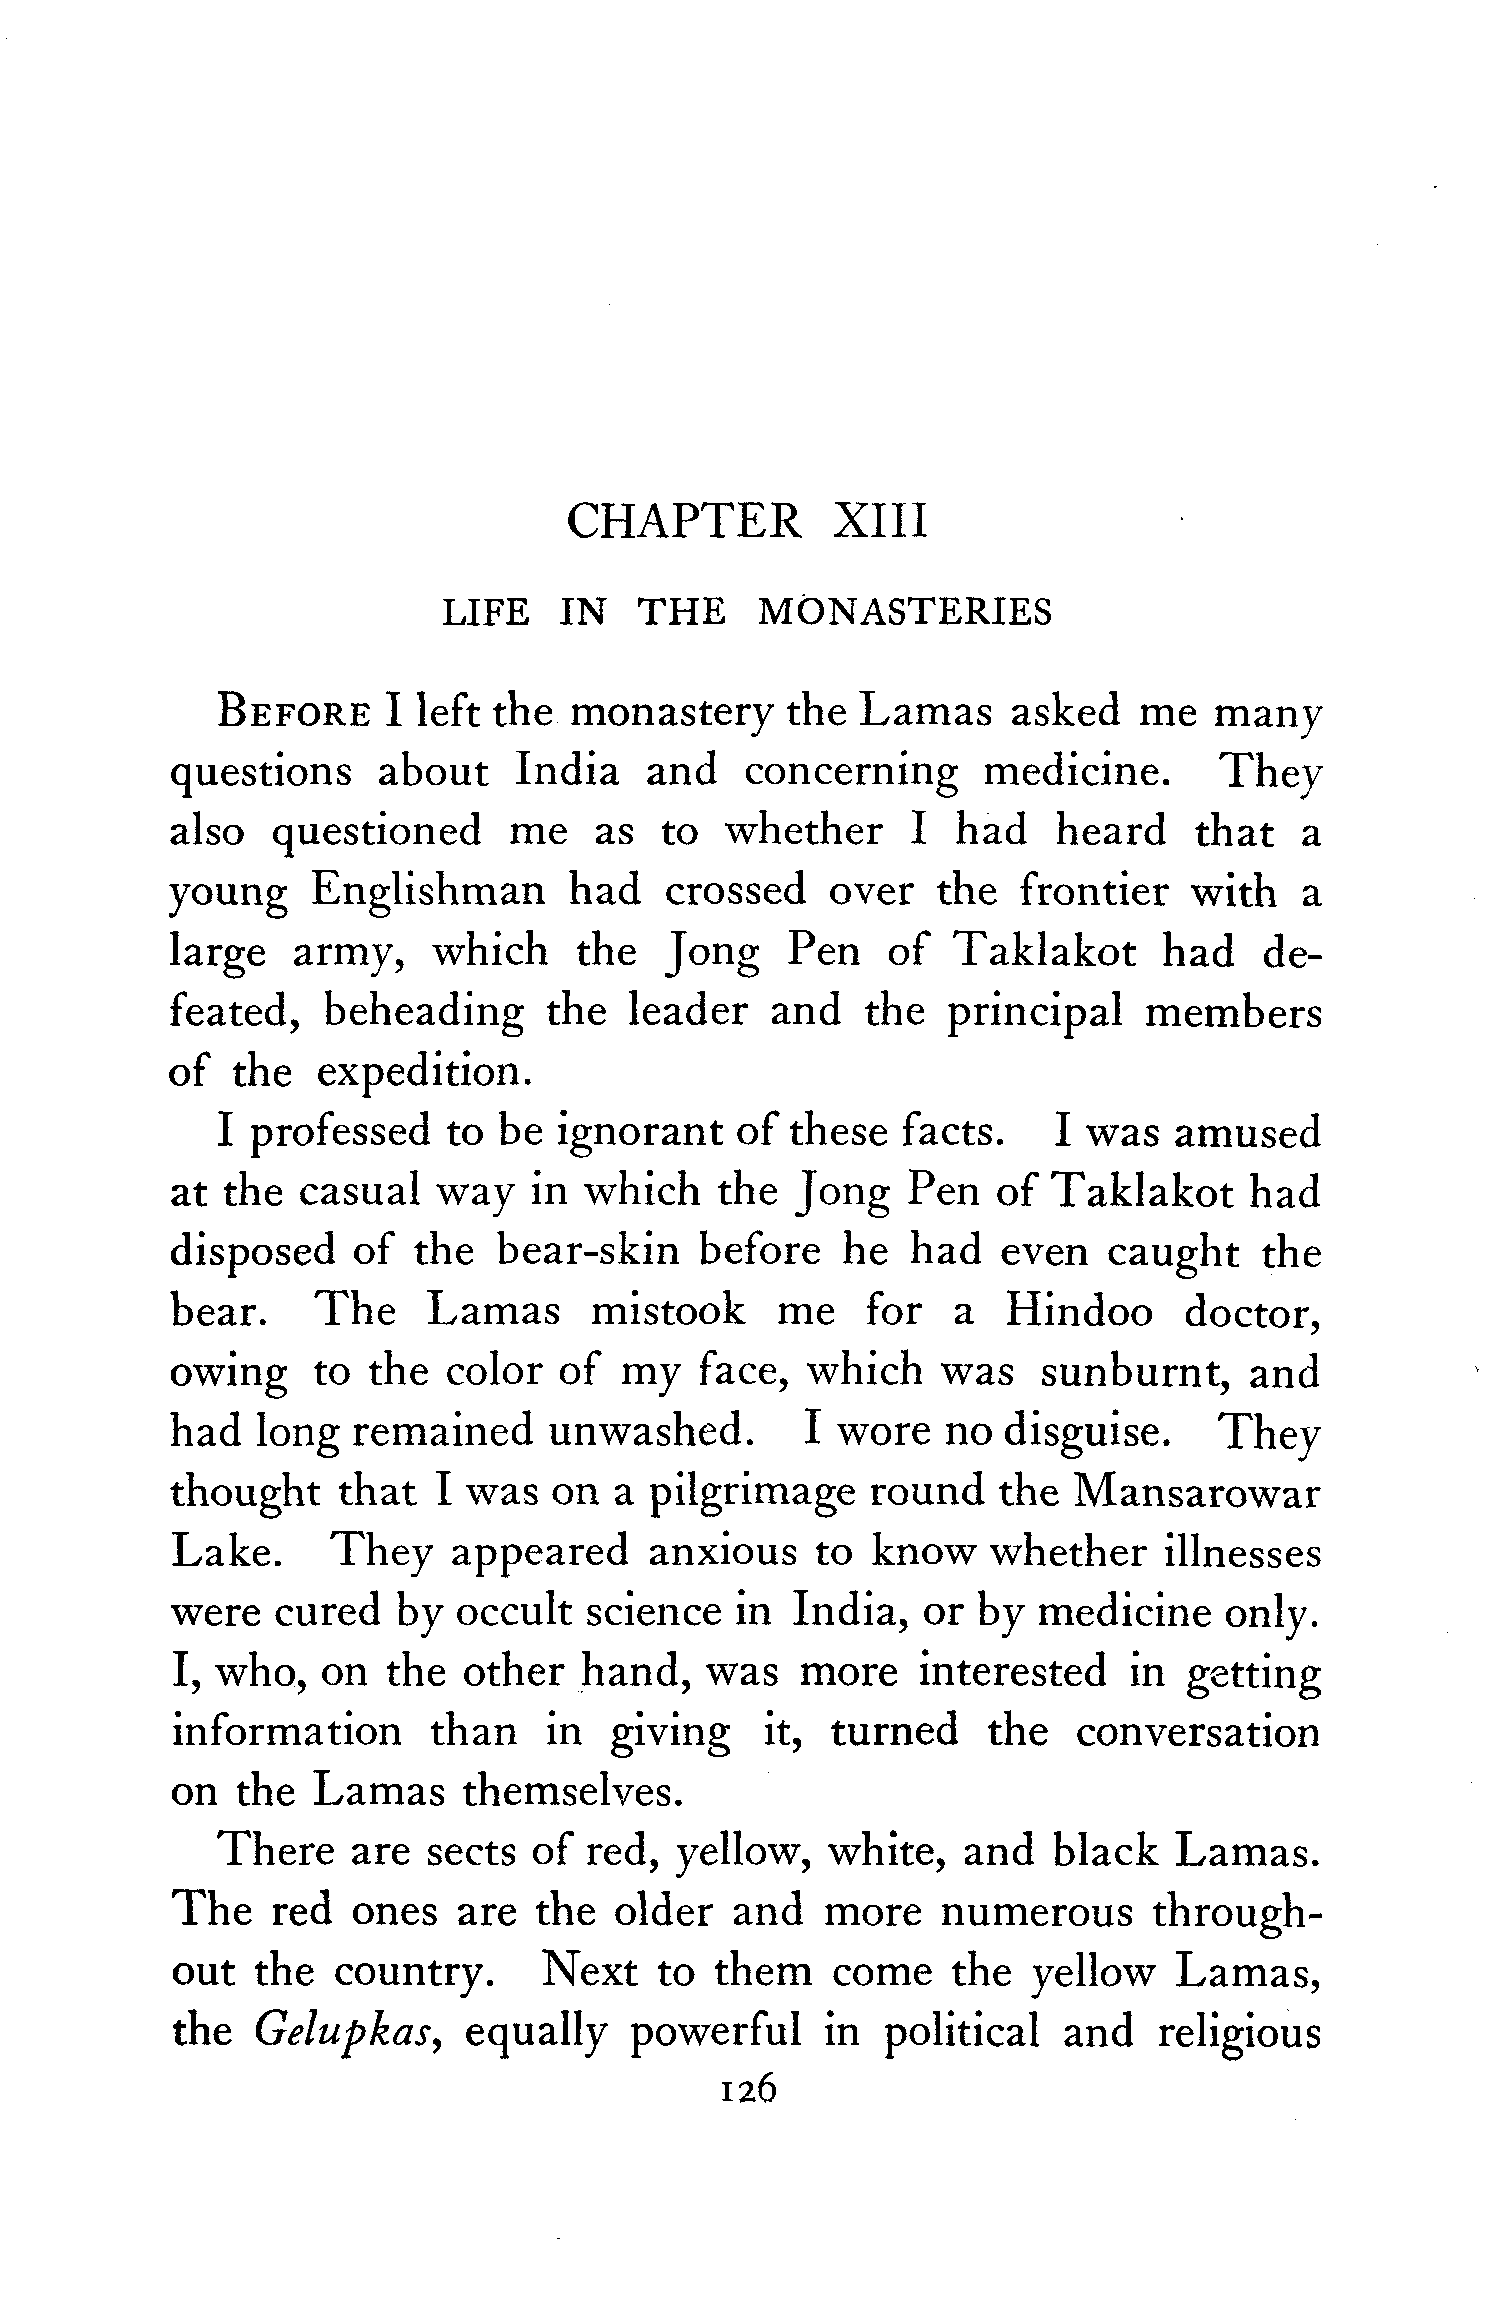 CHAPTER XIII
LIFE IN THE MONASTERIES
BEFORE I left the monastery the Lamas asked me many
questions about India and concerning medicine. They
also questioned me as to whether I had heard that a
young Englishman had crossed over the frontier with a
large army, which the Jong Pen of Taklakot had de-
feated, beheading the leader and the principal members
of the expedition.
I professed to be ignorant of these facts. I was amused
at the casual way in which the Jong Pen of Taklakot had
disposed of the bear-skin before he had even caught the
bear. The Lamas mistook me for a Hindoo doctor,
owing to the color of my face, which was sunburnt, and
had long remained unwashed. I wore no disguise. They
thought that I was on a pilgrimage round the Mansarowar
Lake. They appeared anxious to know whether illnesses
were cured by occult science in India, or by medicine only.
I, who, on the other hand, was more interested in getting
information than in giving it, turned the conversation
on the Lamas themselves.
There are sects of red, yellow, white, and black Lamas.
The red ones are the older and more numerous through-
out the country. Next to them come the yellow Lamas,
the Gelupkas, equally powerful in political and religious
126